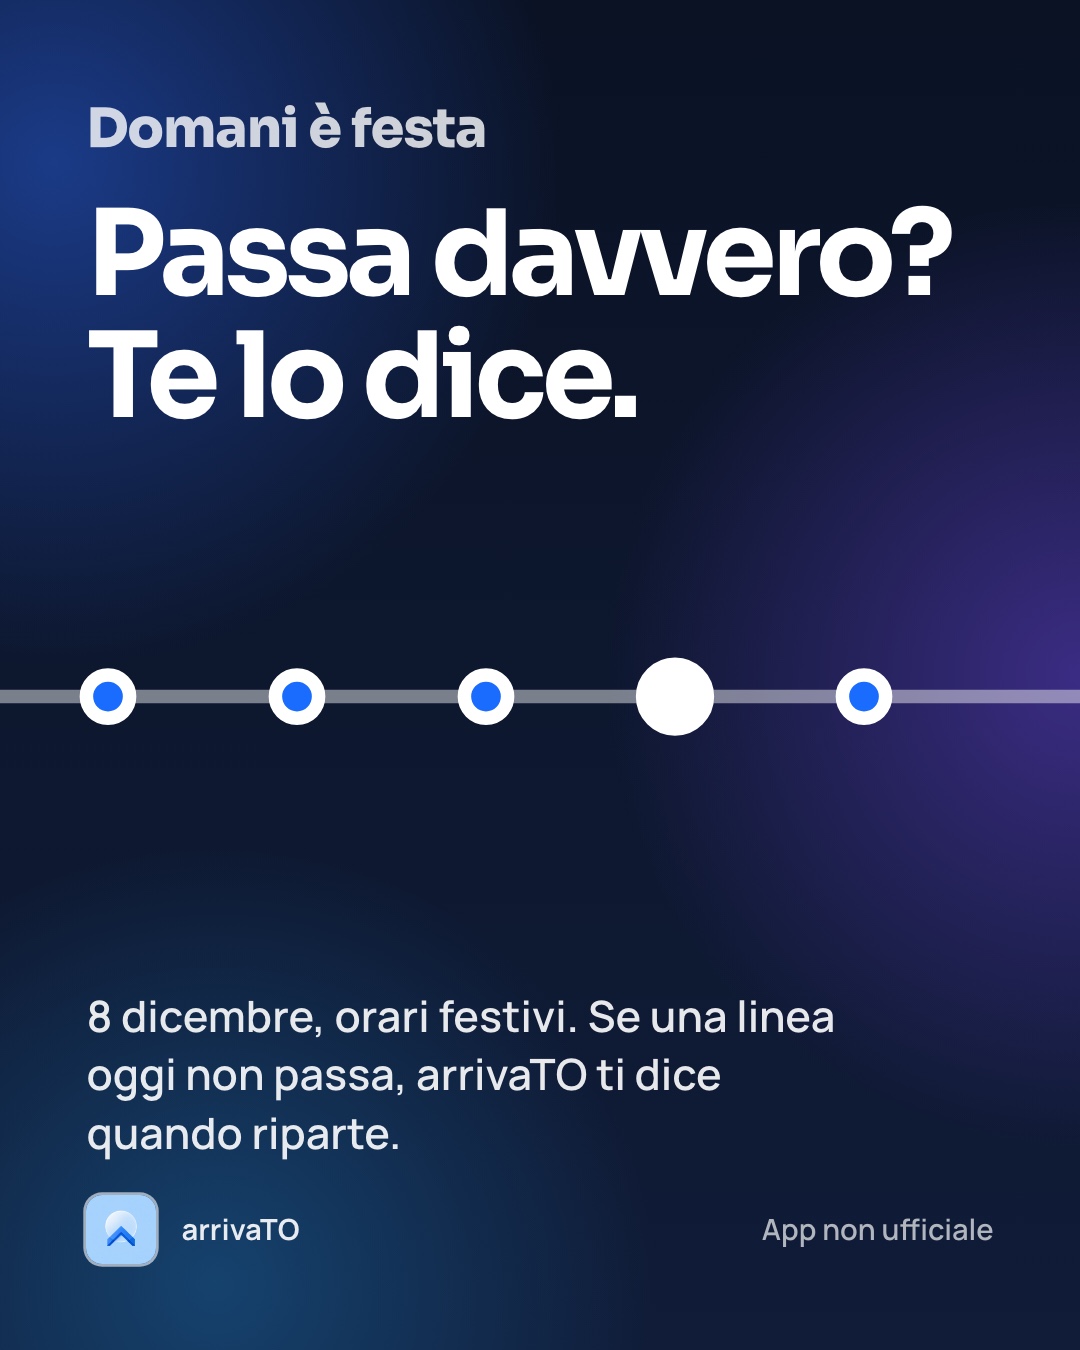 Domani è festa
Passa davvero?
Te lo dice.
8 dicembre, orari festivi. Se una linea
oggi non passa, arrivaTO ti dice
quando riparte.
arrivaTO
App non ufficiale